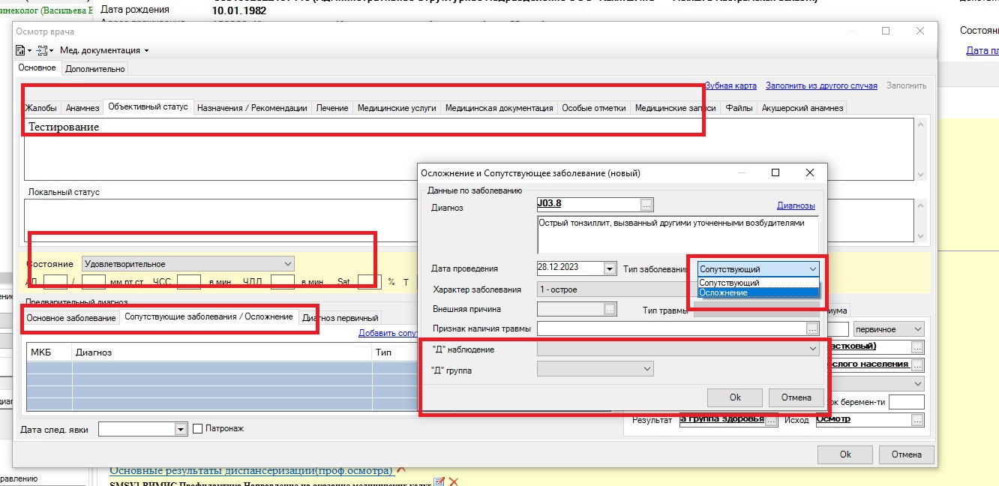 Дата рождения
10.01.1982
инеколог (Васильева Е
Состояни
Дата пл
Осмотр врача
Мед. документация
Основное Дополнительно
Зубная карта Заполнить из другого случая Заполнить
Жалобы Анамнез Объективный статус Назначения / Рекомендации Лечение Медицинские услуги Медицинская документация Особые отметки Медицинские записи Файлы Акушерский анамнез
Тестирование
Локальный статус
Состояние Удовлетворительное
АД / мм рт.ст. ЧСС в мин. ЧДД в мин. Sat % T
Предварительный диагноз
Основное заболевание Сопутствующие заболевания / Осложнение Диагноз первичный
Добавить сопут
МКБ Диагноз Тип
Дата след. явки Патронаж
Осложнение и Сопутствующее заболевание (новый)
Данные по заболеванию
Диагноз J03.8 ... Диагнозы
Острый тонзиллит, вызванный другими уточненными возбудителями
Дата проведения 28.12.2023 Тип заболевания Сопутствующий
Сопутствующий
Осложнение
Характер заболевания 1 - острое
Внешняя причина ... Тип травмы
Признак наличия травмы ...
"Д" наблюдение
"Д" группа
Ok Отмена
иума
первичное
астковый) ...
слого населения ...
ок беремен-ти
Результат а группа здоровья ... Исход Осмотр ...
Ok Отмена
равлению
Основные результаты диспансеризации(проф.осмотра)